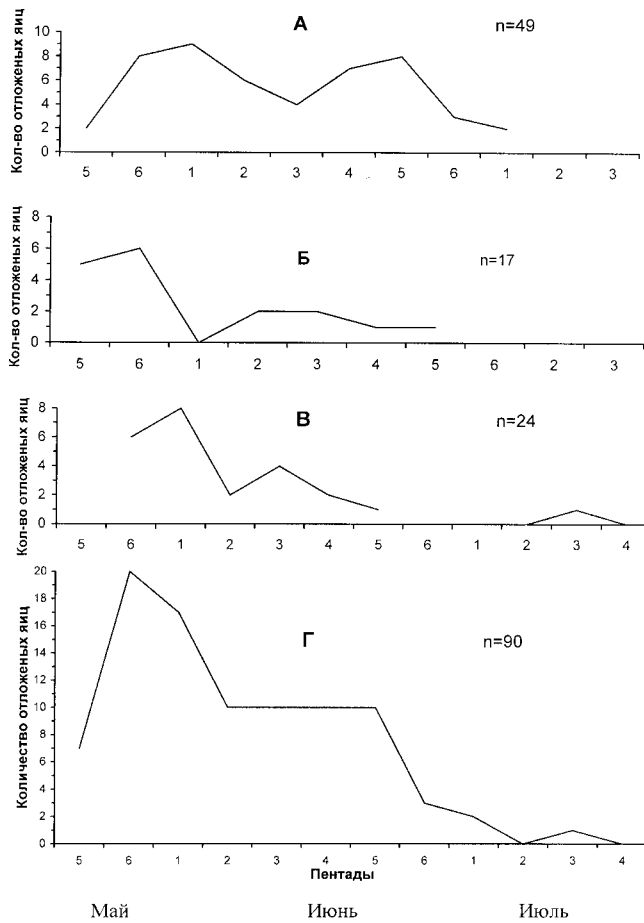 А
n=49
Кол-во отложеных яиц
10
8
6
4
2
0
5 6 1 2 3 4 5 6 1 2 3
Б
n=17
Кол-во отложеных яиц
8
6
4
2
0
5 6 1 2 3 4 5 6 2 3
В
n=24
Кол-во отложеных яиц
8
6
4
2
0
5 6 1 2 3 4 5 6 1 2 3 4
Г
n=90
Количество отложеных яиц
20
18
16
14
12
10
8
6
4
2
0
5 6 1 2 3 4 5 6 1 2 3 4
Пентады
Май Июнь Июль